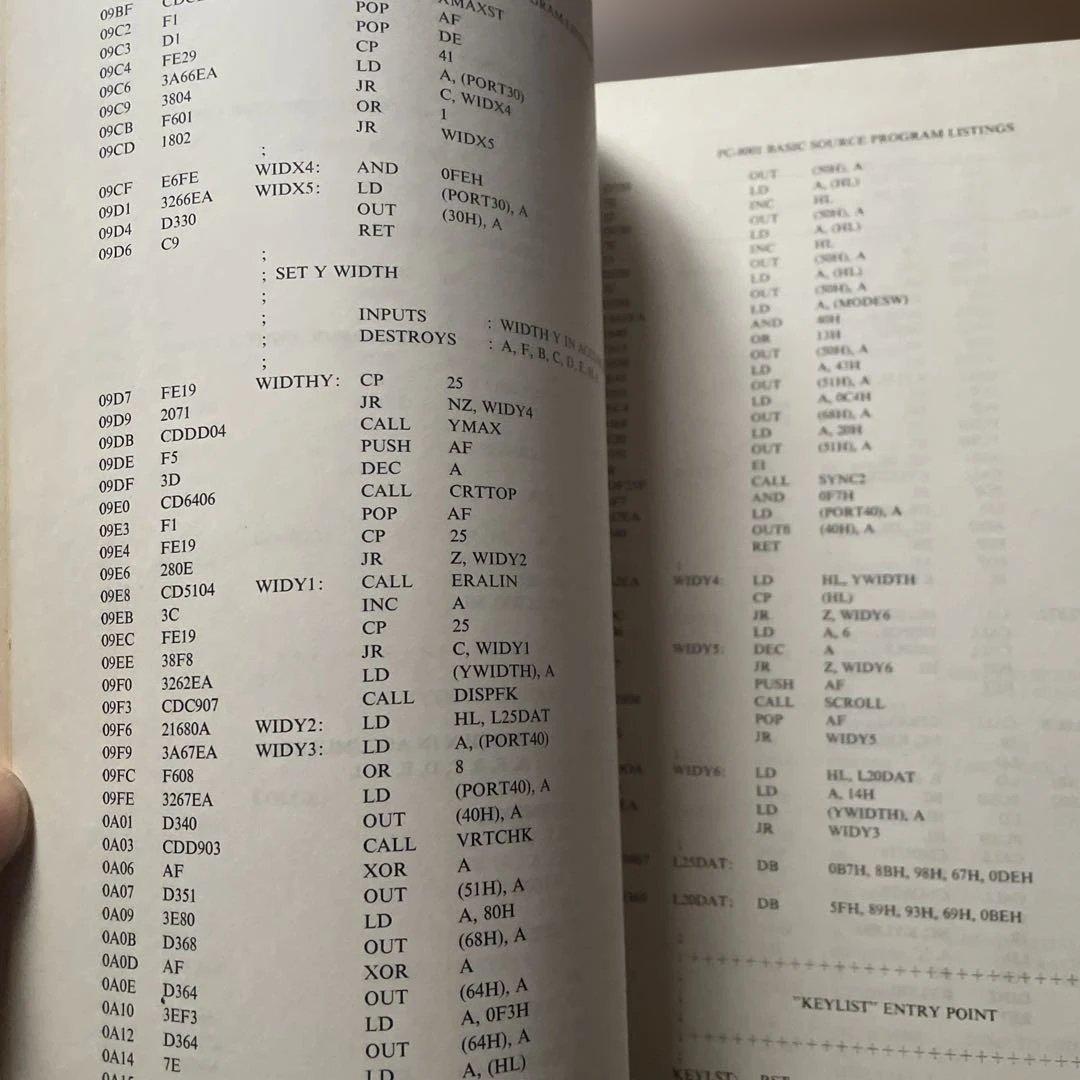 09BF
09C2 F1 POP XMAXST
09C3 D1 POP AF
09C4 FE29 CP DE
09C6 3A66EA LD 41
09C9 3804 JR A, (PORT30)
09CB F601 OR C, WIDX4
09CD 1802 JR 1
WIDX5
;
09CF E6FE WIDX4: AND 0FEH
09D1 3266EA WIDX5: LD (PORT30), A
09D4 D330 OUT (30H), A
09D6 C9 RET
;
; SET Y WIDTH
;
; INPUTS : WIDTH Y IN
; DESTROYS : A, F, B, C, D, E, H,
;
09D7 FE19 WIDTHY: CP 25
09D9 2071 JR NZ, WIDY4
09DB CDDD04 CALL YMAX
09DE F5 PUSH AF
09DF 3D DEC A
09E0 CD6406 CALL CRTTOP
09E3 F1 POP AF
09E4 FE19 CP 25
09E6 280E JR Z, WIDY2
09E8 CD5104 WIDY1: CALL ERALIN
09EB 3C INC A
09EC FE19 CP 25
09EE 38F8 JR C, WIDY1
09F0 3262EA LD (YWIDTH), A
09F3 CDC907 CALL DISPFK
09F6 21680A WIDY2: LD HL, L25DAT
09F9 3A67EA WIDY3: LD A, (PORT40)
09FC F608 OR 8
09FE 3267EA LD (PORT40), A
0A01 D340 OUT (40H), A
0A03 CDD903 CALL VRTCHK
0A06 AF XOR A
0A07 D351 OUT (51H), A
0A09 3E80 LD A, 80H
0A0B D368 OUT (68H), A
0A0D AF XOR A
0A0E D364 OUT (64H), A
0A10 3EF3 LD A, 0F3H
0A12 D364 OUT (64H), A
0A14 7E LD A, (HL)
PC-8001 BASIC SOURCE PROGRAM LISTINGS
OUT (50H), A
LD A, (HL)
INC HL
OUT (50H), A
LD A, (HL)
INC HL
OUT (50H), A
LD A, (HL)
OUT (50H), A
LD A, (MODESW)
AND 40H
OR 13H
OUT (50H), A
LD A, 43H
OUT (51H), A
LD A, 0C4H
OUT (68H), A
LD A, 20H
OUT (51H), A
EI
CALL SYNC2
AND 0F7H
LD (PORT40), A
OUT (40H), A
RET
;
WIDY4: LD HL, YWIDTH
CP (HL)
JR Z, WIDY6
LD A, 6
WIDY5: DEC A
JR Z, WIDY6
PUSH AF
CALL SCROLL
POP AF
JR WIDY5
;
WIDY6: LD HL, L20DAT
LD A, 14H
LD (YWIDTH), A
JR WIDY3
;
L25DAT: DB 0B7H, 8BH, 98H, 67H, 0DEH
;
L20DAT: DB 5FH, 89H, 93H, 69H, 0BEH
;
"KEYLIST" ENTRY POINT
KEYLST: RET